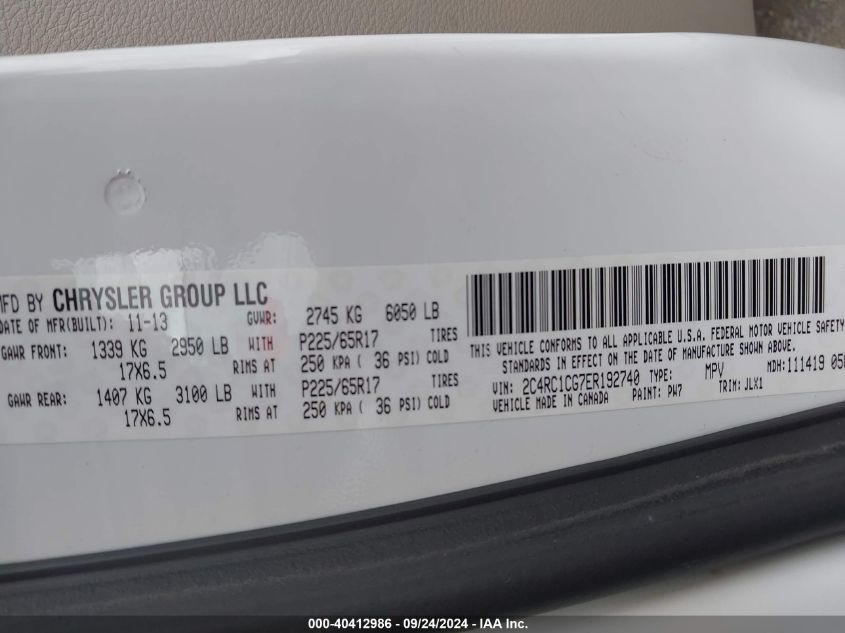 MFD BY CHRYSLER GROUP LLC
DATE OF MFR(BUILT): 11-13 GVWR: 2745 KG 6050 LB
GAWR FRONT: 1339 KG 2950 LB WITH P225/65R17 TIRES
17X6.5 RIMS AT 250 KPA ( 36 PSI) COLD
GAWR REAR: 1407 KG 3100 LB WITH P225/65R17 TIRES
17X6.5 RIMS AT 250 KPA ( 36 PSI) COLD
THIS VEHICLE CONFORMS TO ALL APPLICABLE U.S.A. FEDERAL MOTOR VEHICLE SAFETY
STANDARDS IN EFFECT ON THE DATE OF MANUFACTURE SHOWN ABOVE.
MDH: 111419
VIN: 2C4RC1CG7ER192740 TYPE: MPV
VEHICLE MADE IN CANADA PAINT: PW7 TRIM: JLX1
000-40412986 - 09/24/2024 - IAA Inc.